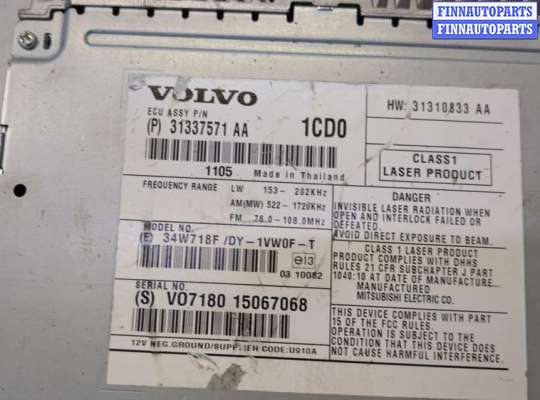 FINNAUTOPARTS
FINNAUTOPARTS
FINNAUTOPARTS
VOLVO
ECU ASSY P/N
(P) 31337571 AA 1CD0
1105 Made in Thailand
FREQUENCY RANGE LW 153 - 282KHz
AM(MW) 522-1720KHz
FM 76.0-108.0MHz
MODEL NO.
(E) 34W718F /DY-1VW0F-T
e13
03 10082
SERIAL NO.
(S) VO7180 15067068
12V NEG.GROUND/SUPPLIER CODE:U910A
HW: 31310833 AA
CLASS1
LASER PRODUCT
DANGER
INVISIBLE LASER RADIATION WHEN
OPEN AND INTERLOCK FAILED OR
DEFEATED.
AVOID DIRECT EXPOSURE TO BEAM.
CLASS 1 LASER PRODUCT
PRODUCT COMPLIES WITH DHHS
RULES 21 CFR SUBCHAPTER J PART
1040:10 AT DATE OF MANUFACTURE.
MANUFACTURED
MITSUBISHI ELECTRIC CO.
THIS DEVICE COMPLIES WITH PART
15 OF THE FCC RULES.
OPERATION IS SUBJECT TO THE
CONDITION THAT THIS DEVICE DOES
NOT CAUSE HARMFUL INTERFERENCE.